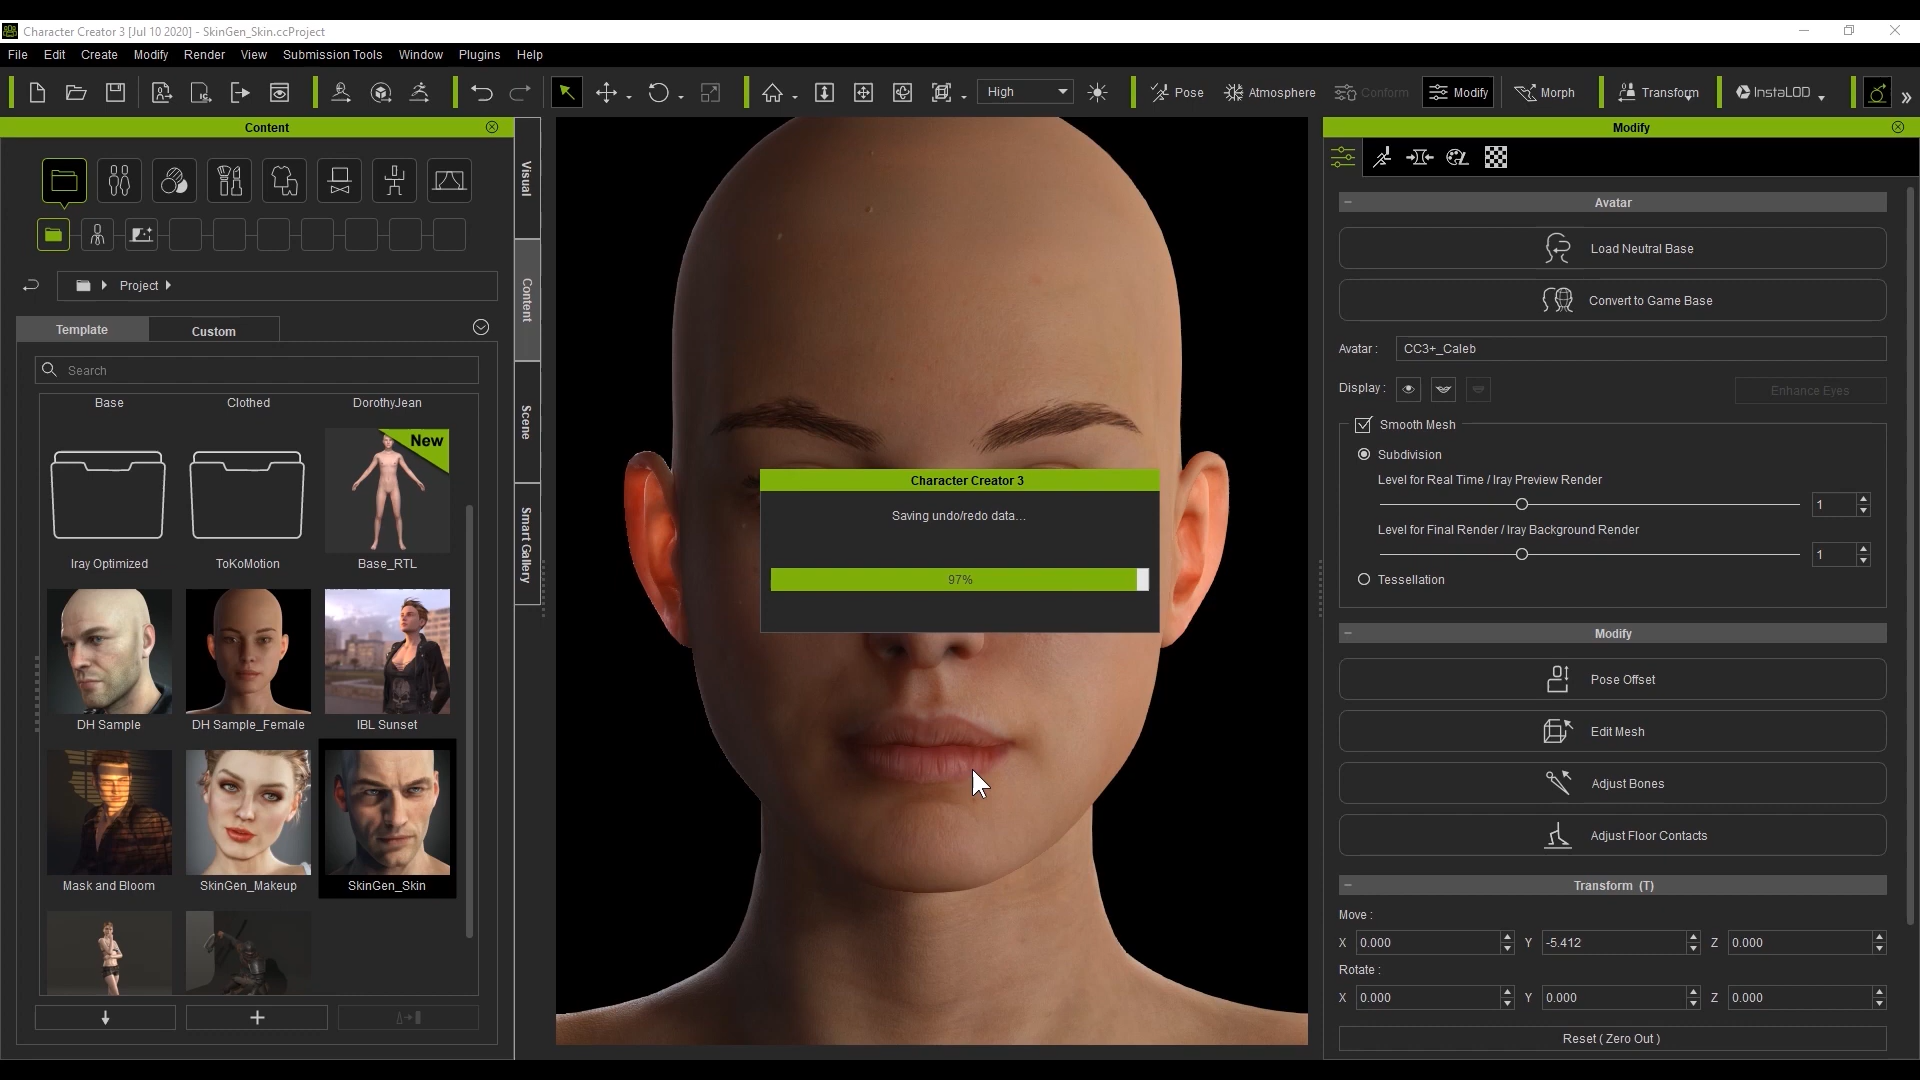 Character Creator 3 [Jul 10 2020] - SkinGen_Skin.ccProject
File Edit Create Modify Render View Submission Tools Window Plugins Help
High Pose Atmosphere Conform Modify Morph Transform InstaLOD
Content
Visual
Content
Scene
Smart Gallery
Project
Template Custom
Search
Base Clothed DorothyJean
New
Iray Optimized ToKoMotion Base_RTL
DH Sample DH Sample_Female IBL Sunset
Mask and Bloom SkinGen_Makeup SkinGen_Skin
Character Creator 3
Saving undo/redo data...
97%
Modify
Avatar
Load Neutral Base
Convert to Game Base
Avatar : CC3+_Caleb
Display : Enhance Eyes
Smooth Mesh
Subdivision
Level for Real Time / Iray Preview Render
1
Level for Final Render / Iray Background Render
1
Tessellation
Modify
Pose Offset
Edit Mesh
Adjust Bones
Adjust Floor Contacts
Transform (T)
Move :
X 0.000 Y -5.412 Z 0.000
Rotate :
X 0.000 Y 0.000 Z 0.000
Reset ( Zero Out )